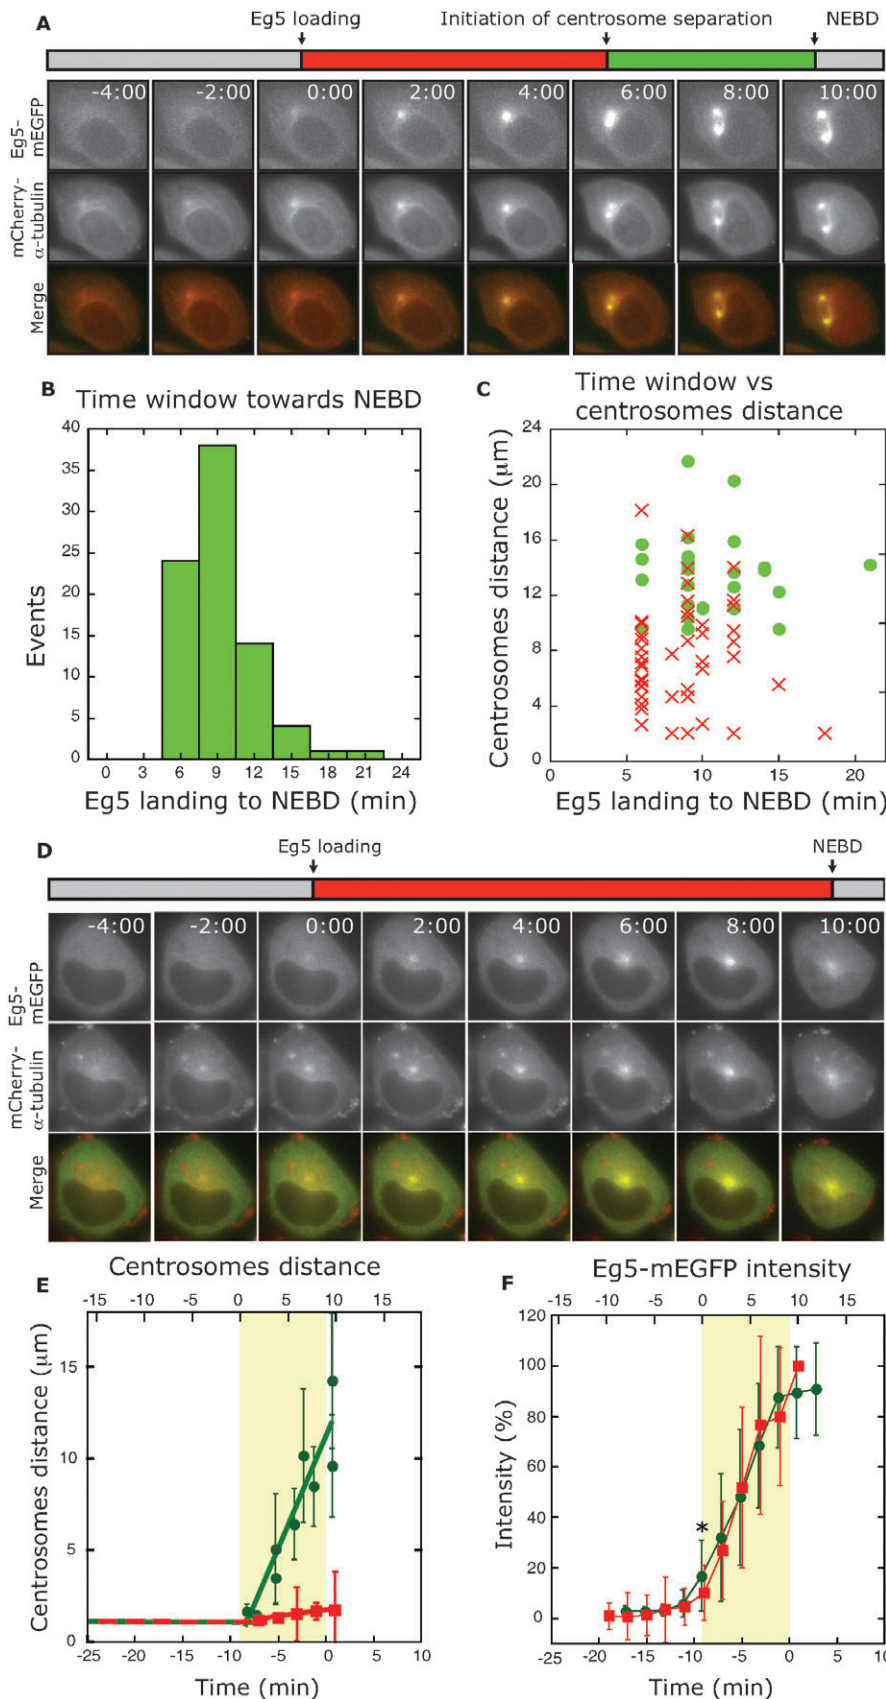 A
Eg5 loading
Initiation of centrosome separation
NEBD
-4:00 -2:00 0:00 2:00 4:00 6:00 8:00 10:00
Eg5-
mEGFP
mCherry-
α-tubulin
Merge
B
Time window towards NEBD
40
35
30
25
20
15
10
5
0
Events
0 3 6 9 12 15 18 21 24
Eg5 landing to NEBD (min)
C
Time window vs
centrosomes distance
24
20
16
12
8
4
0
Centrosomes distance (μm)
0 5 10 15 20
Eg5 landing to NEBD (min)
D
Eg5 loading
NEBD
-4:00 -2:00 0:00 2:00 4:00 6:00 8:00 10:00
Eg5-
mEGFP
mCherry-
α-tubulin
Merge
E
Centrosomes distance
-15 -10 -5 0 5 10 15
15
10
5
0
Centrosomes distance (μm)
-25 -20 -15 -10 -5 0 5 10
Time (min)
F
Eg5-mEGFP intensity
-15 -10 -5 0 5 10 15
120
100
80
60
40
20
0
Intensity (%)
*
-25 -20 -15 -10 -5 0 5 10
Time (min)